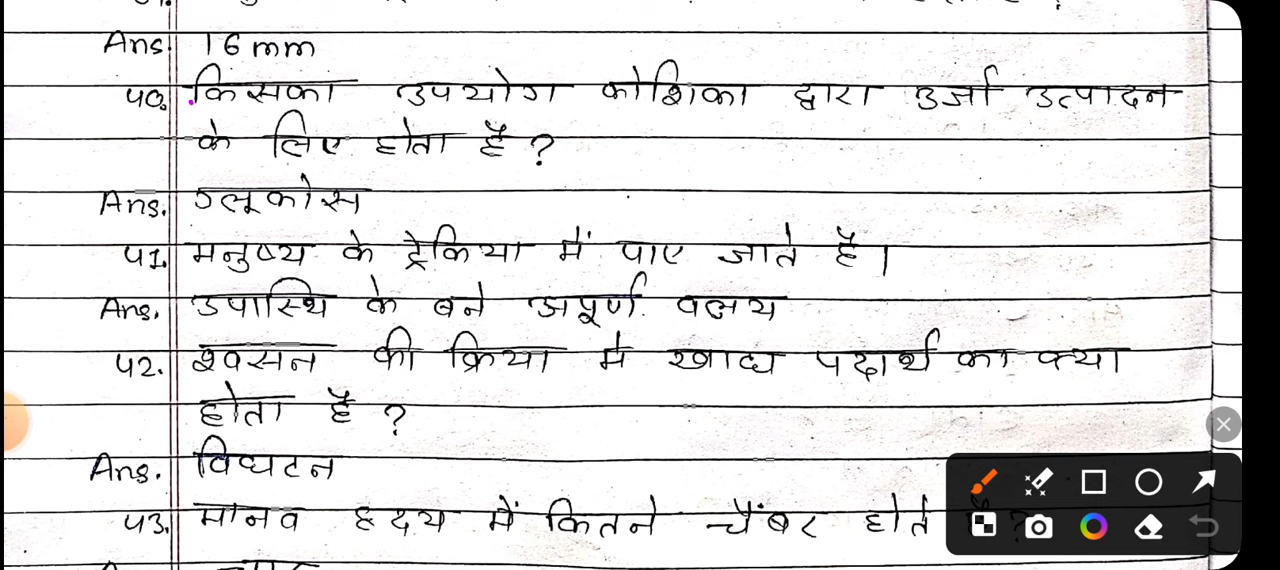 Ans. 16 mm
40. किसका उपयोग कोशिका द्वारा उर्जा उत्पादन
के लिए होता है ?
Ans. ग्लूकोस
41. मनुष्य के ट्रेकिया में पाए जाते है।
Ans. उपास्थि के बने अपूर्ण वलय
42. श्वसन की क्रिया में खाद्य पदार्थ का क्या
होता है ?
Ans. विघटन
43. मानव हृदय में कितने चैंबर होते है ?